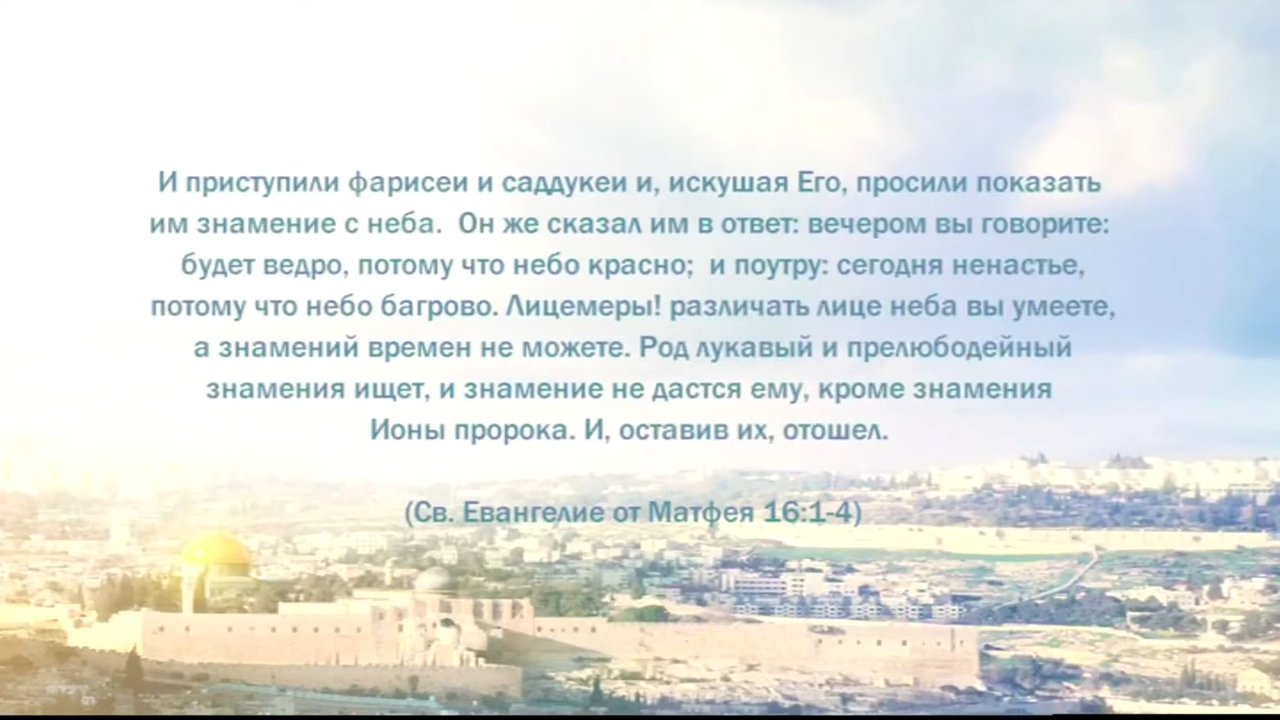 И приступили фарисеи и саддукеи и, искушая Его, просили показать
им знамение с неба. Он же сказал им в ответ: вечером вы говорите:
будет ведро, потому что небо красно; и поутру: сегодня ненастье,
потому что небо багрово. Лицемеры! различать лице неба вы умеете,
а знамений времен не можете. Род лукавый и прелюбодейный
знамения ищет, и знамение не дастся ему, кроме знамения
Ионы пророка. И, оставив их, отошел.
(Св. Евангелие от Матфея 16:1-4)